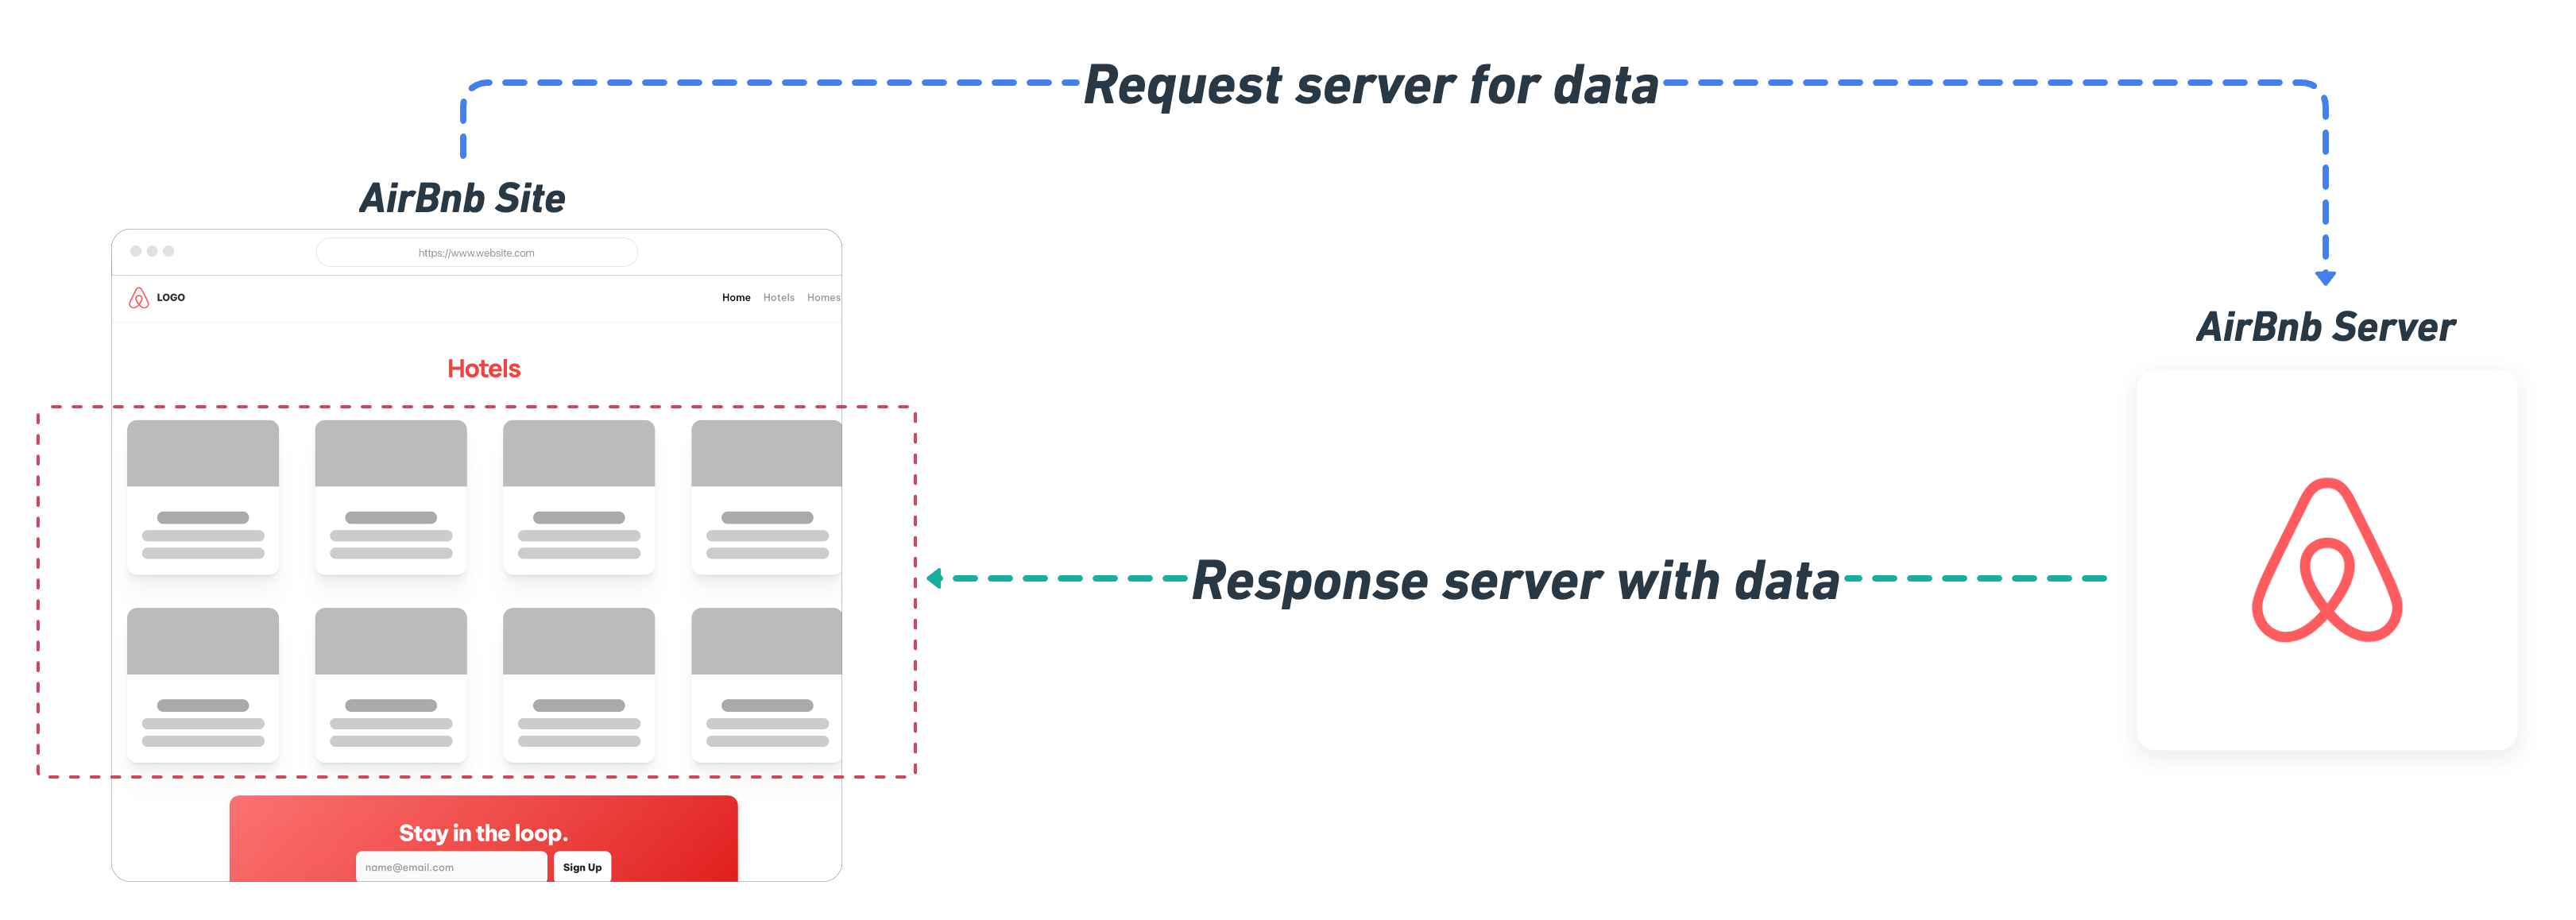 Request server for data
AirBnb Site
https://www.website.com
LOGO
Home Hotels Homes
Hotels
AirBnb Server
Response server with data
Stay in the loop.
name@email.com
Sign Up